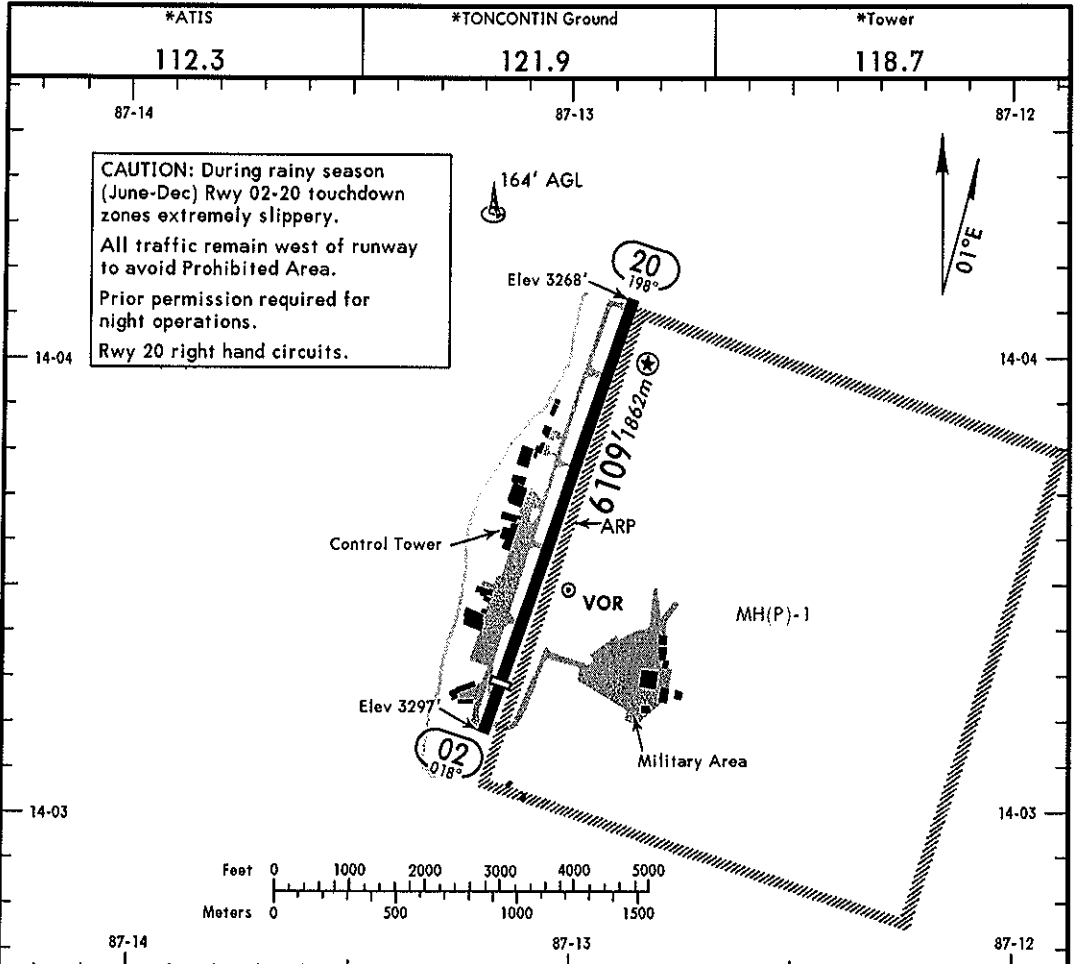 *ATIS
112.3
*TONCONTIN Ground
121.9
*Tower
118.7
87-14
87-13
87-12
CAUTION: During rainy season
(June-Dec) Rwy 02-20 touchdown
zones extremely slippery.
All traffic remain west of runway
to avoid Prohibited Area.
Prior permission required for
night operations.
Rwy 20 right hand circuits.
164' AGL
01°E
20
198°
Elev 3268'
14-04
14-04
6109' 1862m
ARP
Control Tower
VOR
MH(P)-1
Elev 3297'
02
018°
Military Area
14-03
14-03
Feet 0 1000 2000 3000 4000 5000
Meters 0 500 1000 1500
87-14
87-13
87-12